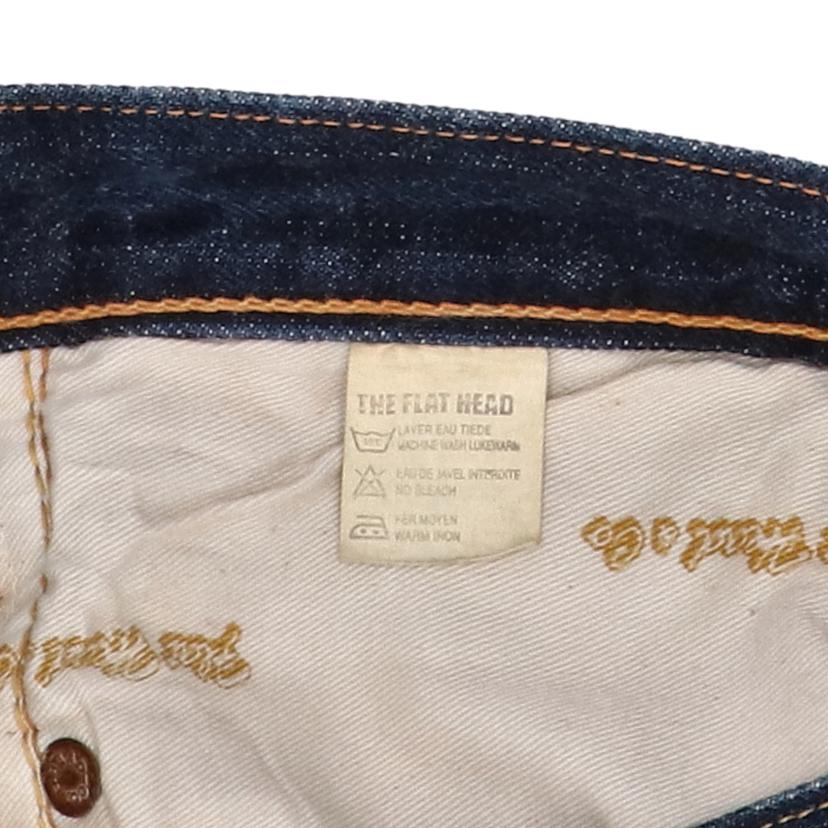 THE FLAT HEAD
LAVER EAU TIEDE
MACHINE WASH LUKEWARM
EAU DE JAVEL INTERDITE
NO BLEACH
FER MOYEN
WARM IRON